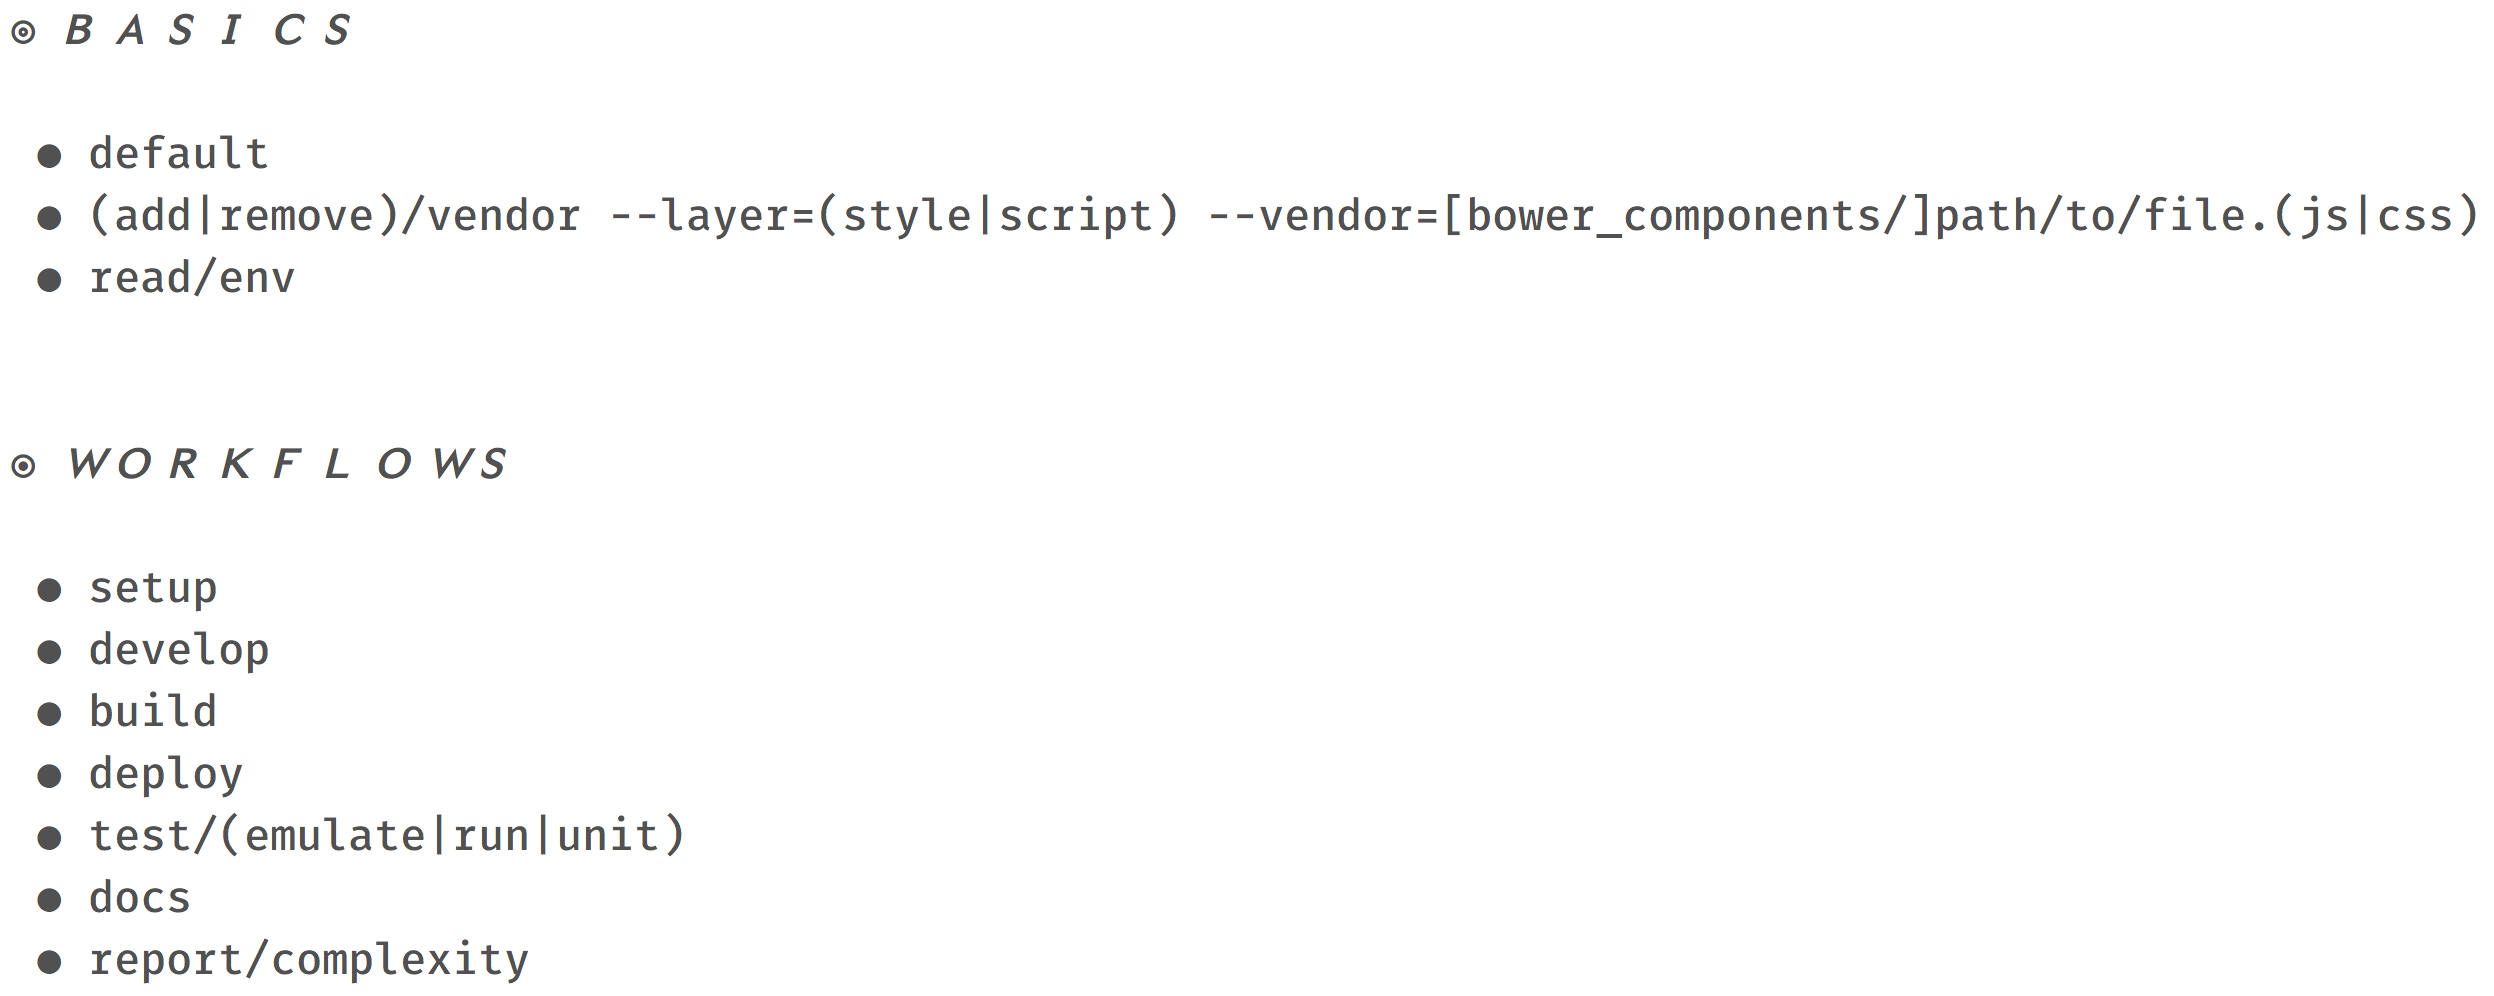 ◎ B A S I C S
● default
● (add|remove)/vendor --layer=(style|script) --vendor=[bower_components/]path/to/file.(js|css)
● read/env
◉ W O R K F L O W S
● setup
● develop
● build
● deploy
● test/(emulate|run|unit)
● docs
● report/complexity